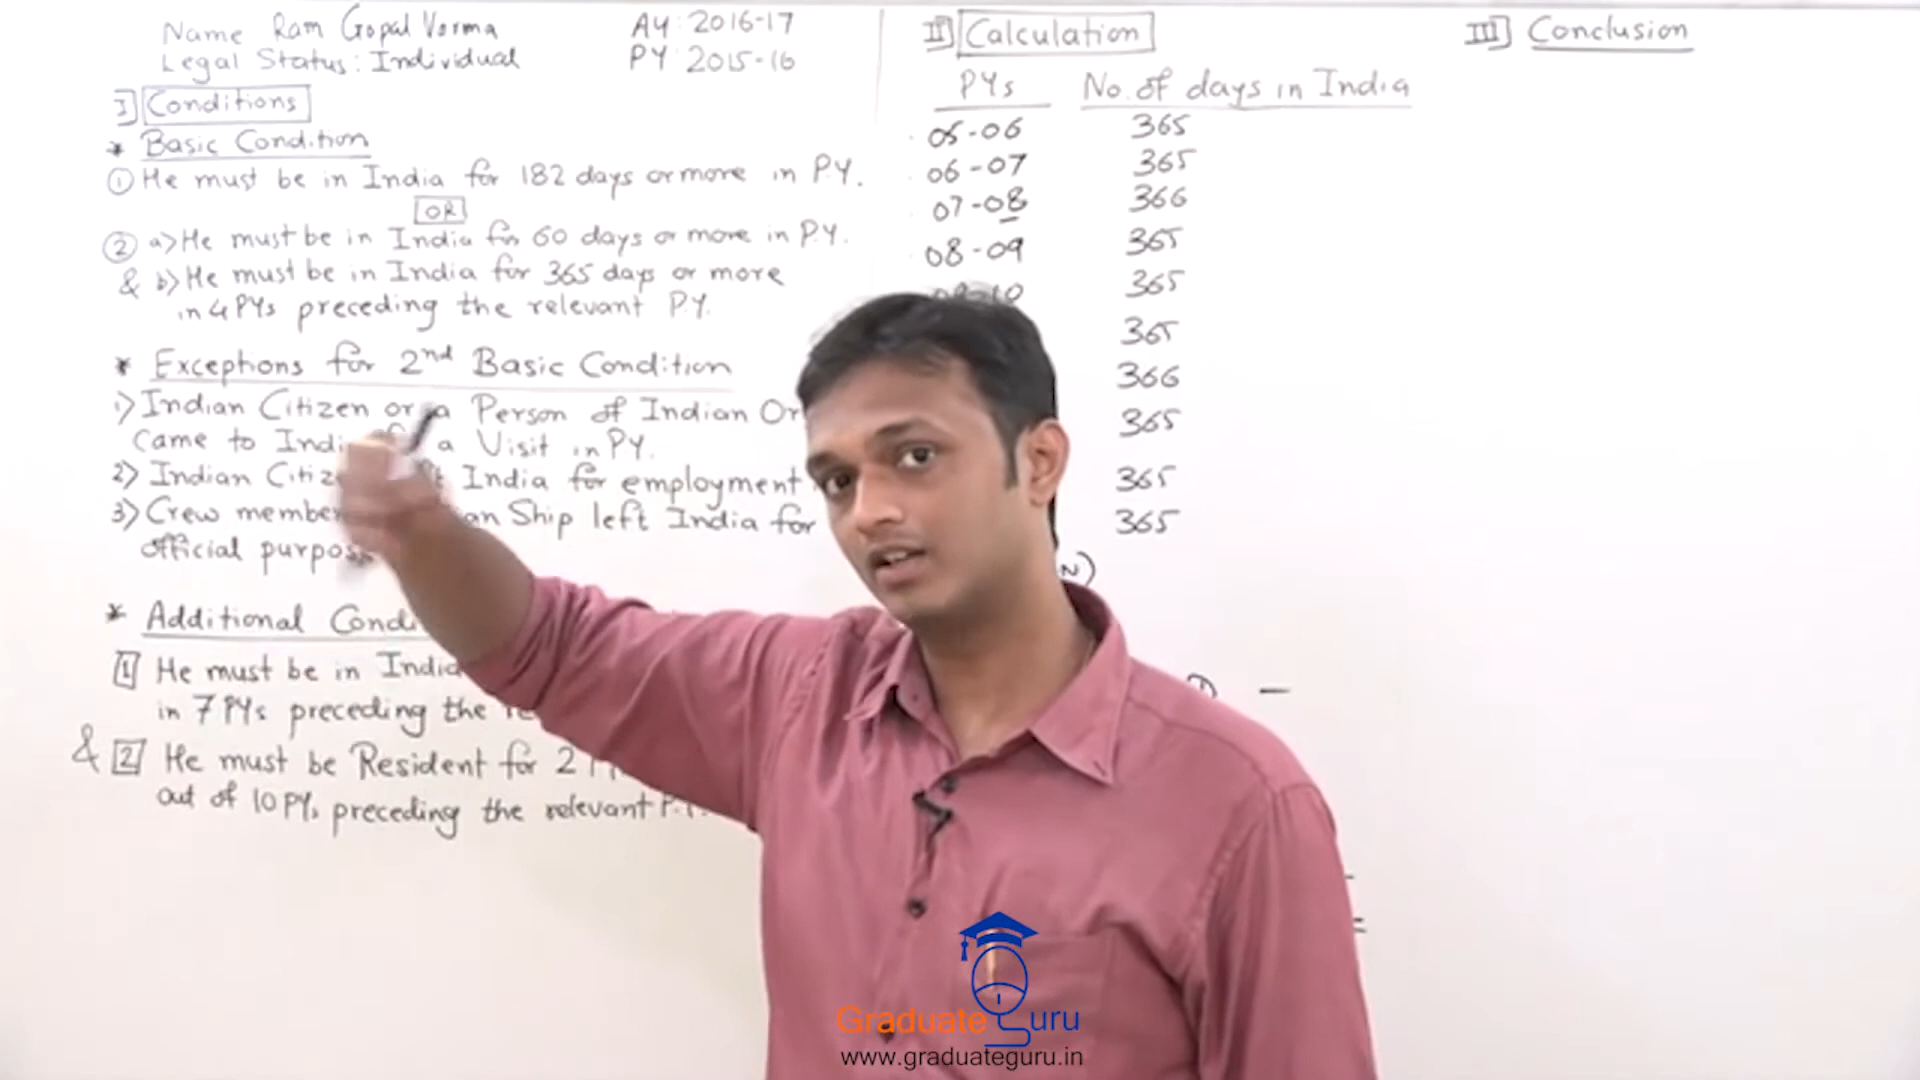 Name Ram Gopal Varma
Legal Status: Individual
AY: 2016-17
PY: 2015-16
I] Conditions
* Basic Condition
① He must be in India for 182 days or more in P.Y.
OR
② a) He must be in India for 60 days or more in P.Y.
& b) He must be in India for 365 days or more
in 4 PYs preceding the relevant P.Y.
* Exceptions for 2nd Basic Condition
1) Indian Citizen or a Person of Indian
Came to a Visit in PY.
2) Indian India for employment
3) Crew member Ship left India for
official
* Additional
1 He must be in
in 7 PYs preceding the
& 2 He must be Resident for 2
out of 10 PYs preceding the relevant P.Y.
II] Calculation
PYs No. of days in India
05-06 365
06-07 365
07-08 366
08-09 365
365
365
366
365
365
365
III] Conclusion
Graduate Guru
www.graduateguru.in